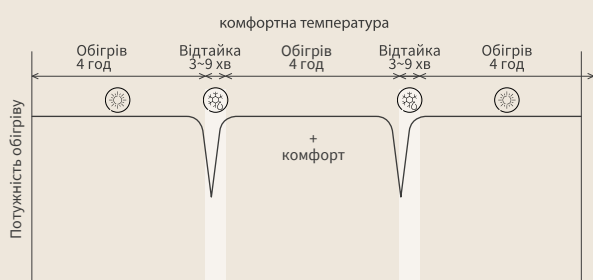 комфортна температура
Обігрів
4 год
Відтайка
3~9 хв
Обігрів
4 год
Відтайка
3~9 хв
Обігрів
4 год
+
комфорт
Потужність обігріву